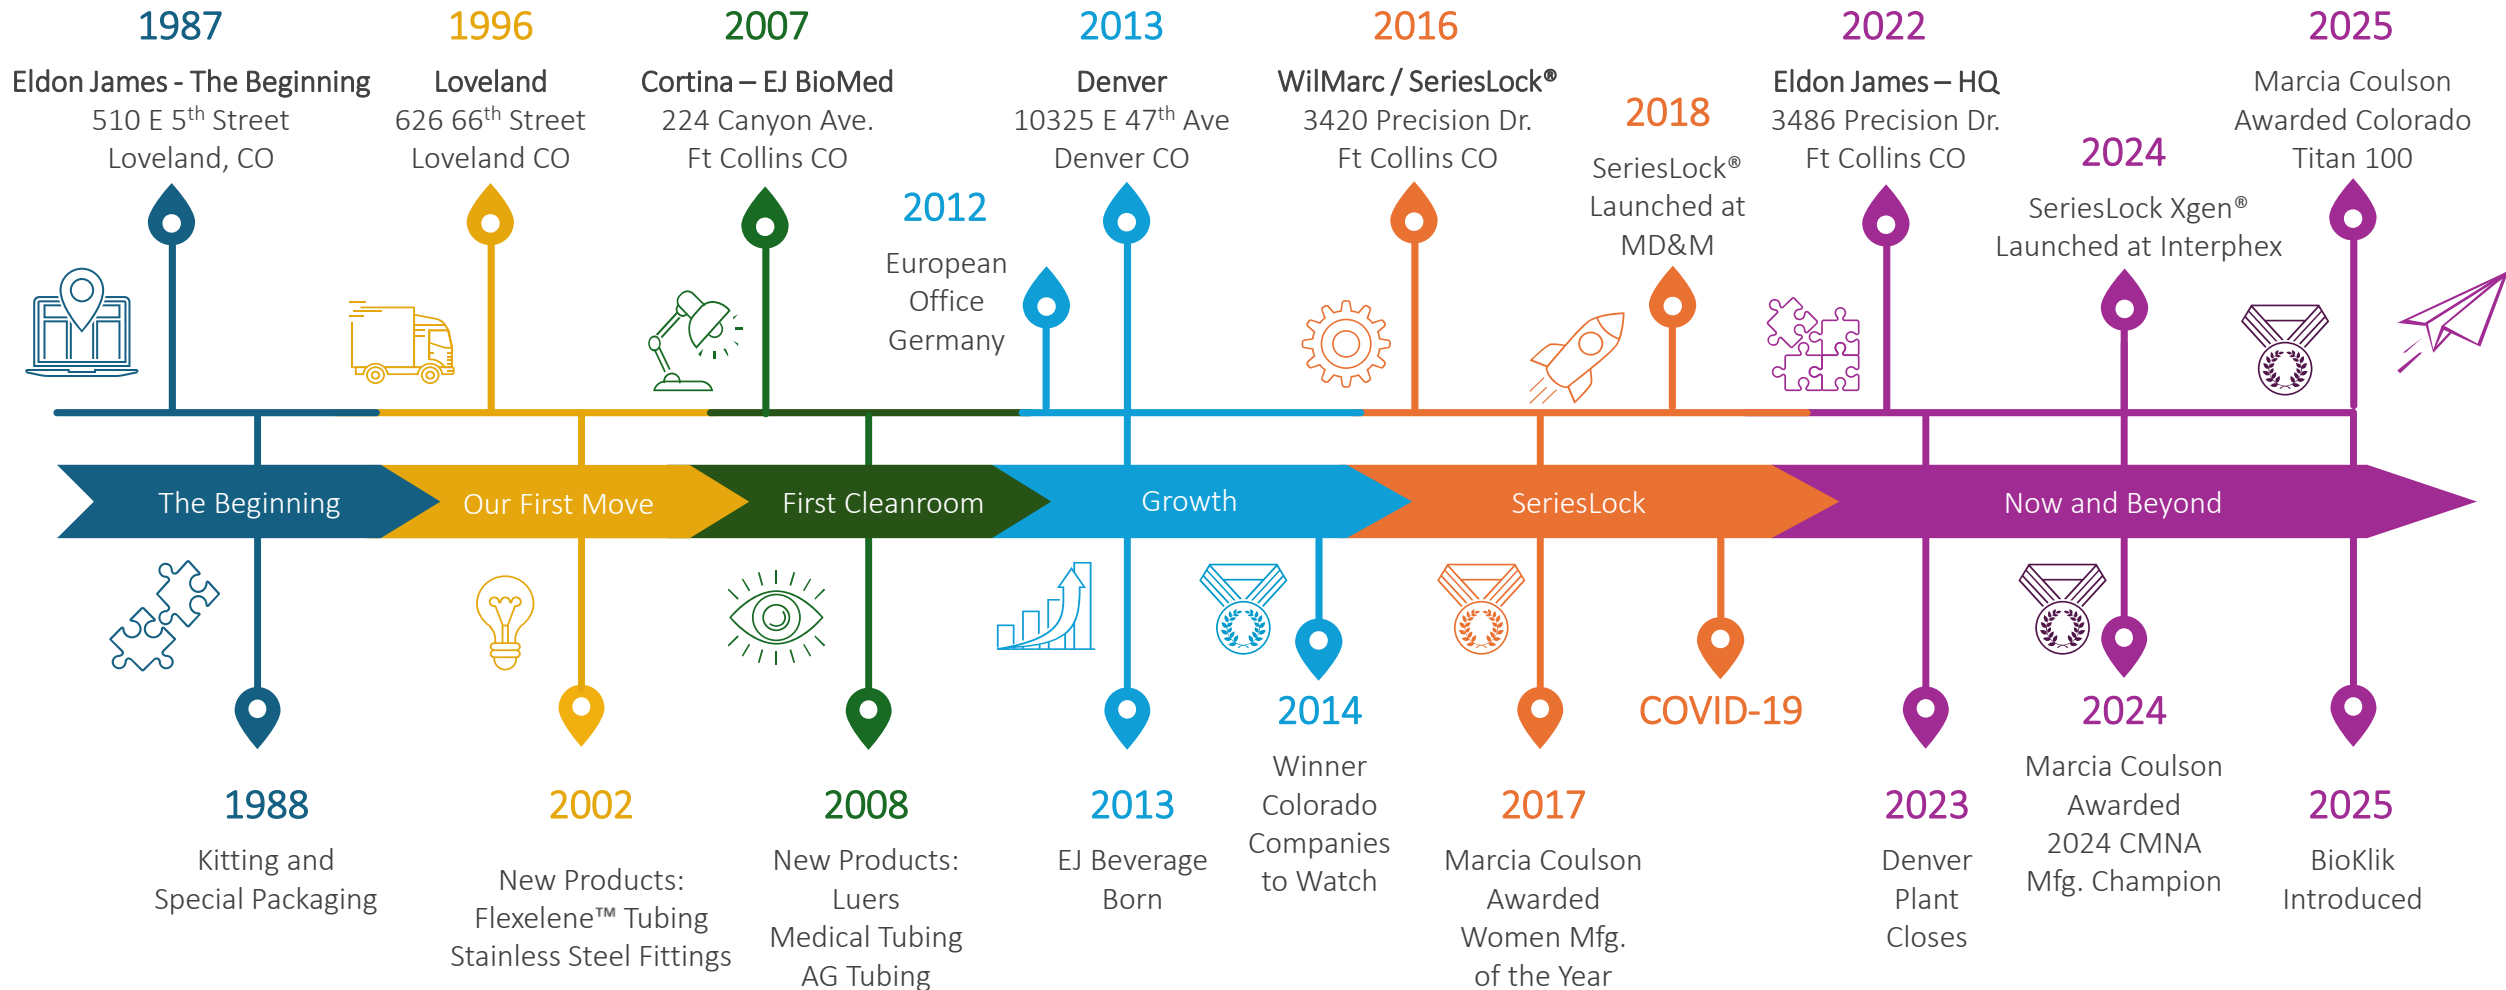 1987
Eldon James - The Beginning
510 E 5th Street
Loveland, CO
1996
Loveland
626 66th Street
Loveland CO
2007
Cortina – EJ BioMed
224 Canyon Ave.
Ft Collins CO
2012
European
Office
Germany
2013
Denver
10325 E 47th Ave
Denver CO
2016
WilMarc / SeriesLock®
3420 Precision Dr.
Ft Collins CO
2018
SeriesLock®
Launched at
MD&M
2022
Eldon James – HQ
3486 Precision Dr.
Ft Collins CO
2024
SeriesLock Xgen®
Launched at Interphex
2025
Marcia Coulson
Awarded Colorado
Titan 100
The Beginning
Our First Move
First Cleanroom
Growth
SeriesLock
Now and Beyond
1988
Kitting and
Special Packaging
2002
New Products:
Flexelene™ Tubing
Stainless Steel Fittings
2008
New Products:
Luers
Medical Tubing
AG Tubing
2013
EJ Beverage
Born
2014
Winner
Colorado
Companies
to Watch
2017
Marcia Coulson
Awarded
Women Mfg.
of the Year
COVID-19
2023
Denver
Plant
Closes
2024
Marcia Coulson
Awarded
2024 CMNA
Mfg. Champion
2025
BioKlik
Introduced